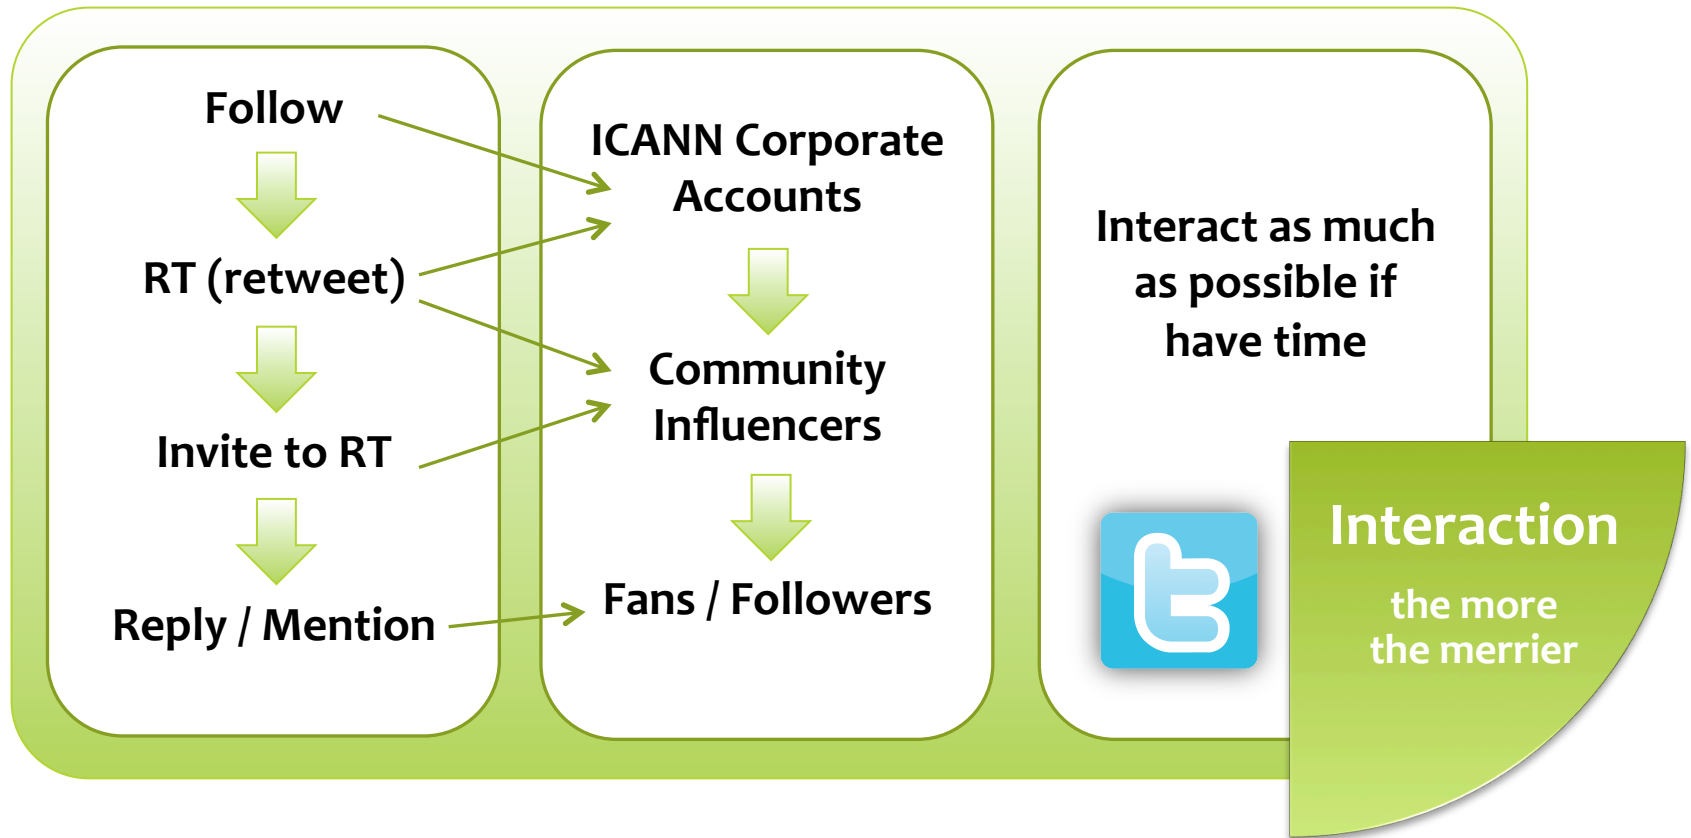 Follow
RT (retweet)
Invite to RT
Reply / Mention
ICANN Corporate
Accounts
Community
Influencers
Fans / Followers
Interact as much
as possible if
have time
Interaction
the more
the merrier